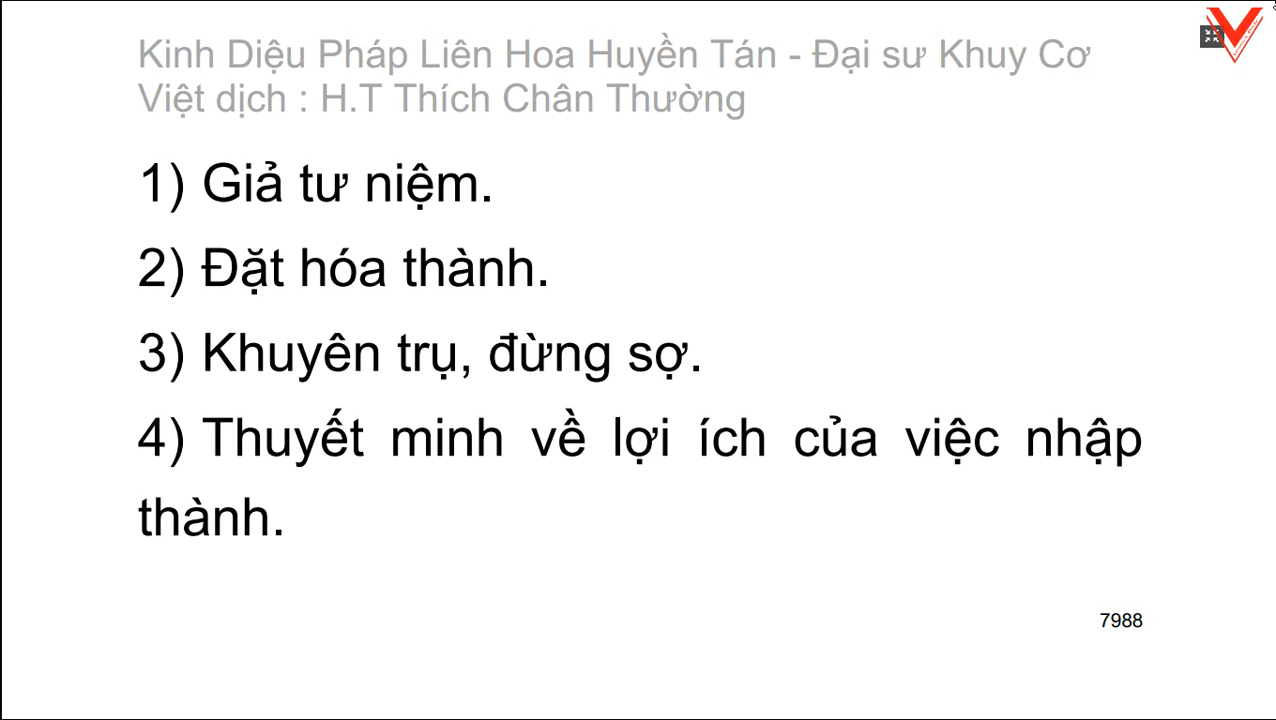 Kinh Diệu Pháp Liên Hoa Huyền Tán - Đại sư Khuy Cơ
Việt dịch : H.T Thích Chân Thường
1) Giả tư niệm.
2) Đặt hóa thành.
3) Khuyên trụ, đừng sợ.
4) Thuyết minh về lợi ích của việc nhập
thành.
7988